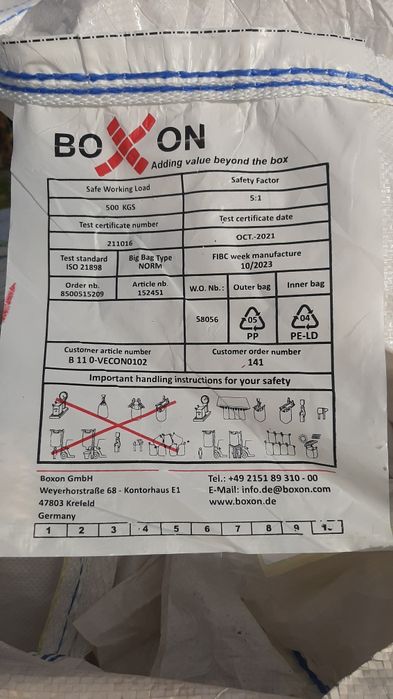 BOXON
Adding value beyond the box
Safe Working Load
Safety Factor
500 KGS
5:1
Test certificate number
Test certificate date
211016
OCT.-2021
Test standard
ISO 21898
Big Bag Type
NORM
FIBC week manufacture
10/2023
Order nb.
8500515209
Article nb.
152451
W.O. Nb.:
Outer bag
Inner bag
58056
05
PP
04
PE-LD
Customer article number
B 11 0-VECON0102
Customer order number
141
Important handling instructions for your safety
Boxon GmbH
Weyerhorstraße 68 - Kontorhaus E1
47803 Krefeld
Germany
Tel.: +49 2151 89 310 - 00
E-Mail: info.de@boxon.com
www.boxon.de
1 2 3 4 5 6 7 8 9